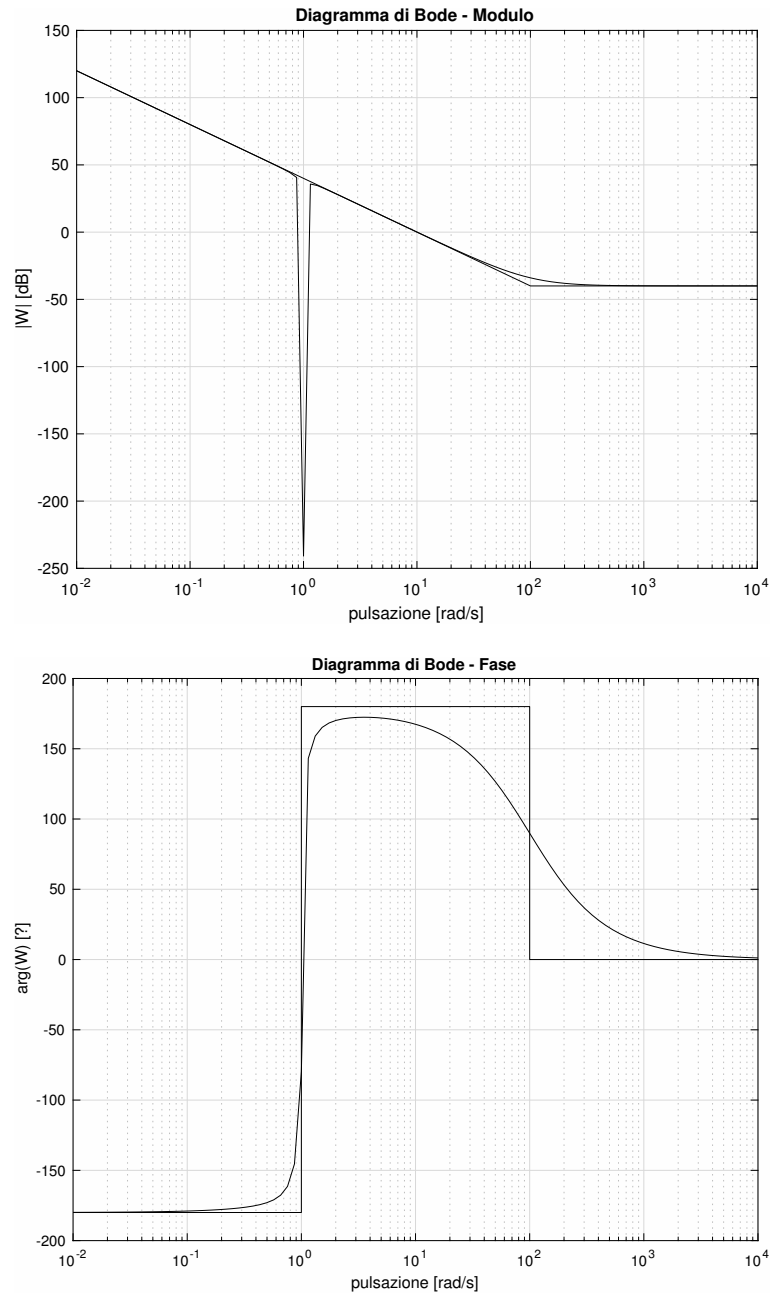 Diagramma di Bode - Modulo
150
100
50
0
-50
-100
-150
-200
-250
|W| [dB]
10^-2 10^-1 10^0 10^1 10^2 10^3 10^4
pulsazione [rad/s]
Diagramma di Bode - Fase
200
150
100
50
0
-50
-100
-150
-200
arg(W) [?]
10^-2 10^-1 10^0 10^1 10^2 10^3 10^4
pulsazione [rad/s]